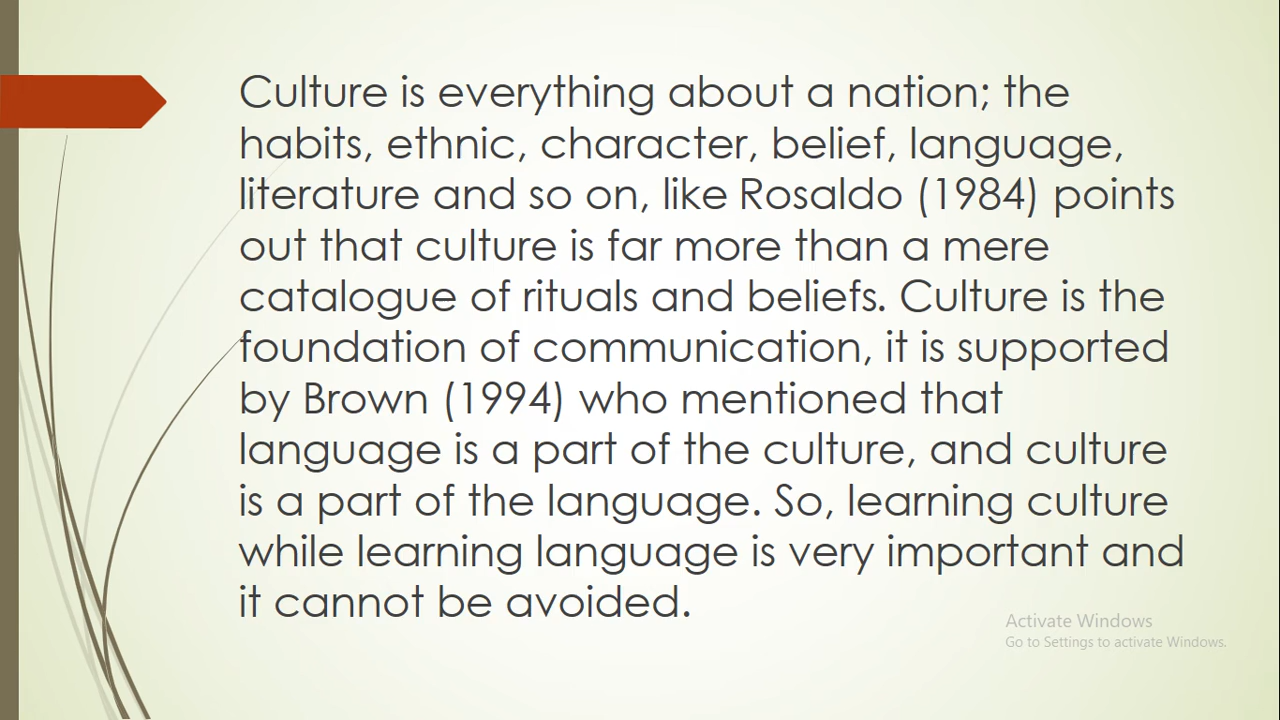 Culture is everything about a nation; the
habits, ethnic, character, belief, language,
literature and so on, like Rosaldo (1984) points
out that culture is far more than a mere
catalogue of rituals and beliefs. Culture is the
foundation of communication, it is supported
by Brown (1994) who mentioned that
language is a part of the culture, and culture
is a part of the language. So, learning culture
while learning language is very important and
it cannot be avoided.
Activate Windows
Go to Settings to activate Windows.